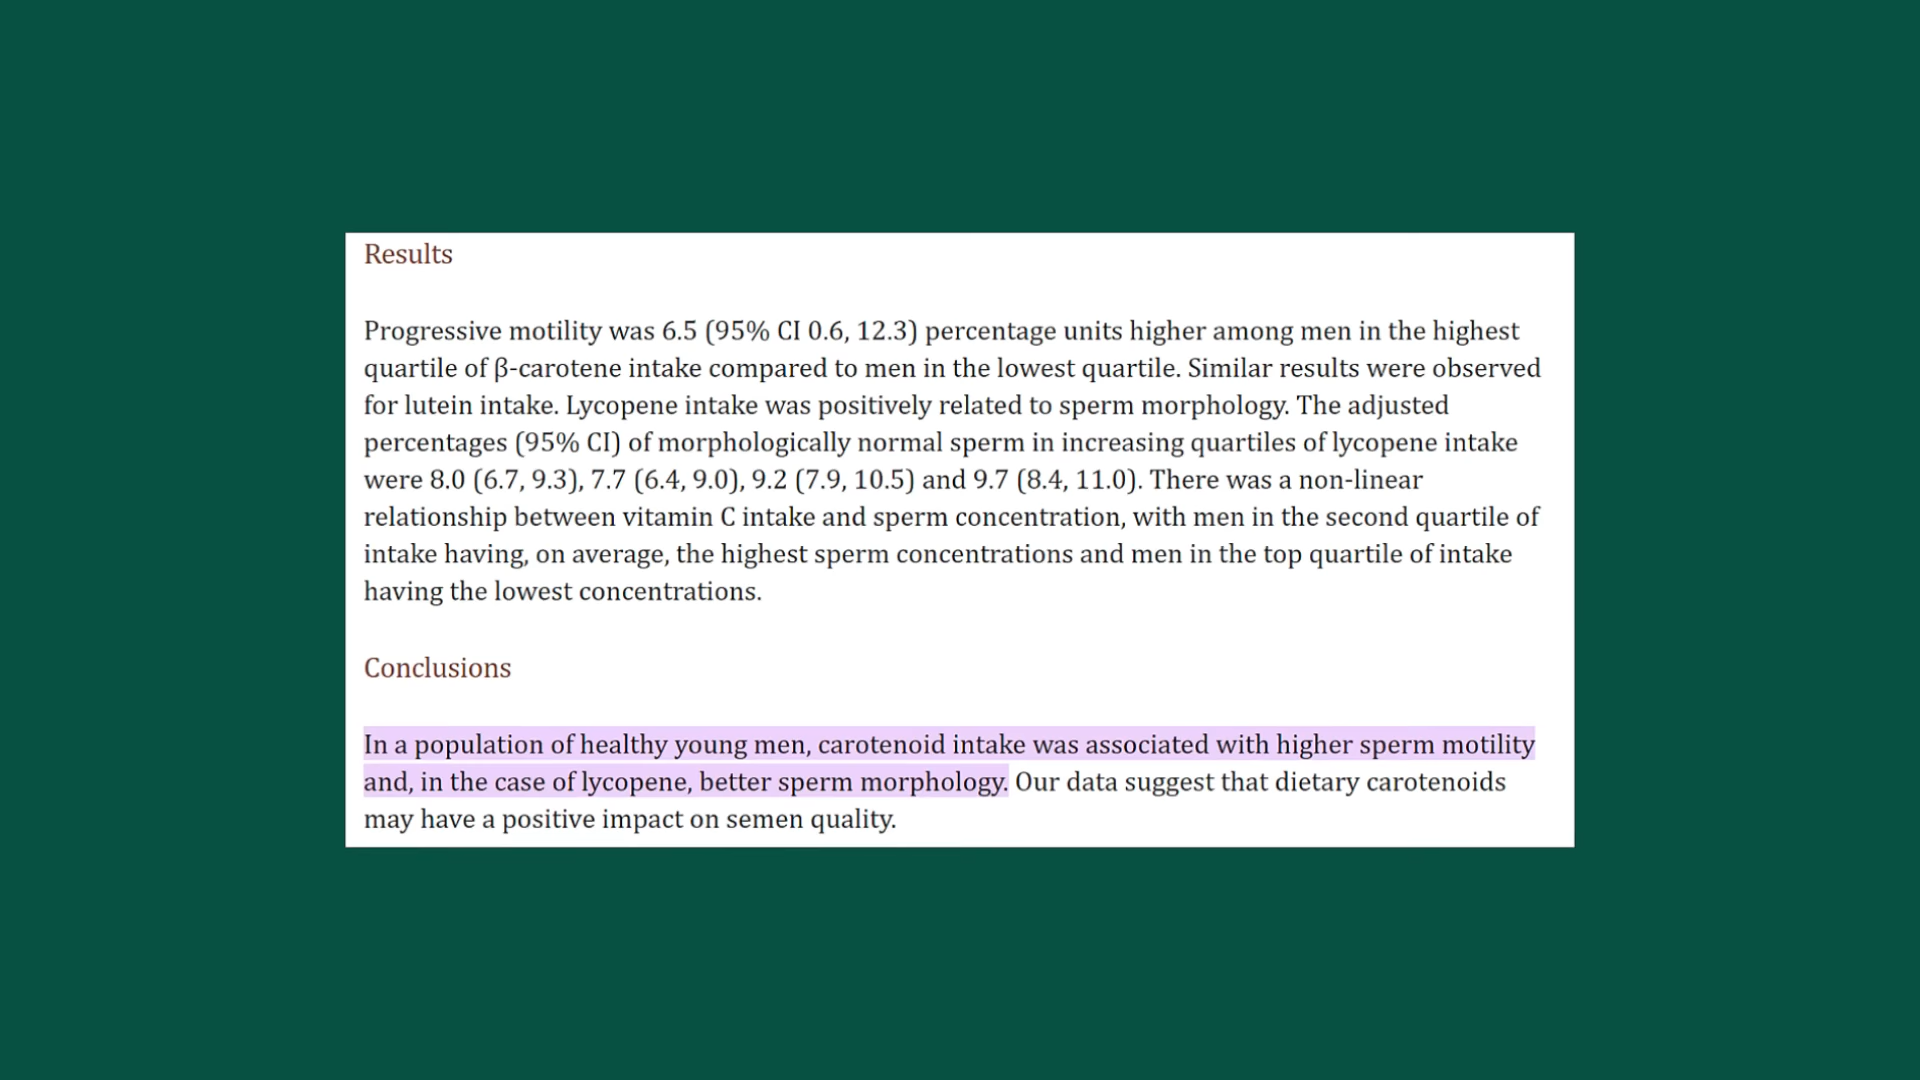 Results
Progressive motility was 6.5 (95% CI 0.6, 12.3) percentage units higher among men in the highest
quartile of β-carotene intake compared to men in the lowest quartile. Similar results were observed
for lutein intake. Lycopene intake was positively related to sperm morphology. The adjusted
percentages (95% CI) of morphologically normal sperm in increasing quartiles of lycopene intake
were 8.0 (6.7, 9.3), 7.7 (6.4, 9.0), 9.2 (7.9, 10.5) and 9.7 (8.4, 11.0). There was a non-linear
relationship between vitamin C intake and sperm concentration, with men in the second quartile of
intake having, on average, the highest sperm concentrations and men in the top quartile of intake
having the lowest concentrations.
Conclusions
In a population of healthy young men, carotenoid intake was associated with higher sperm motility
and, in the case of lycopene, better sperm morphology. Our data suggest that dietary carotenoids
may have a positive impact on semen quality.